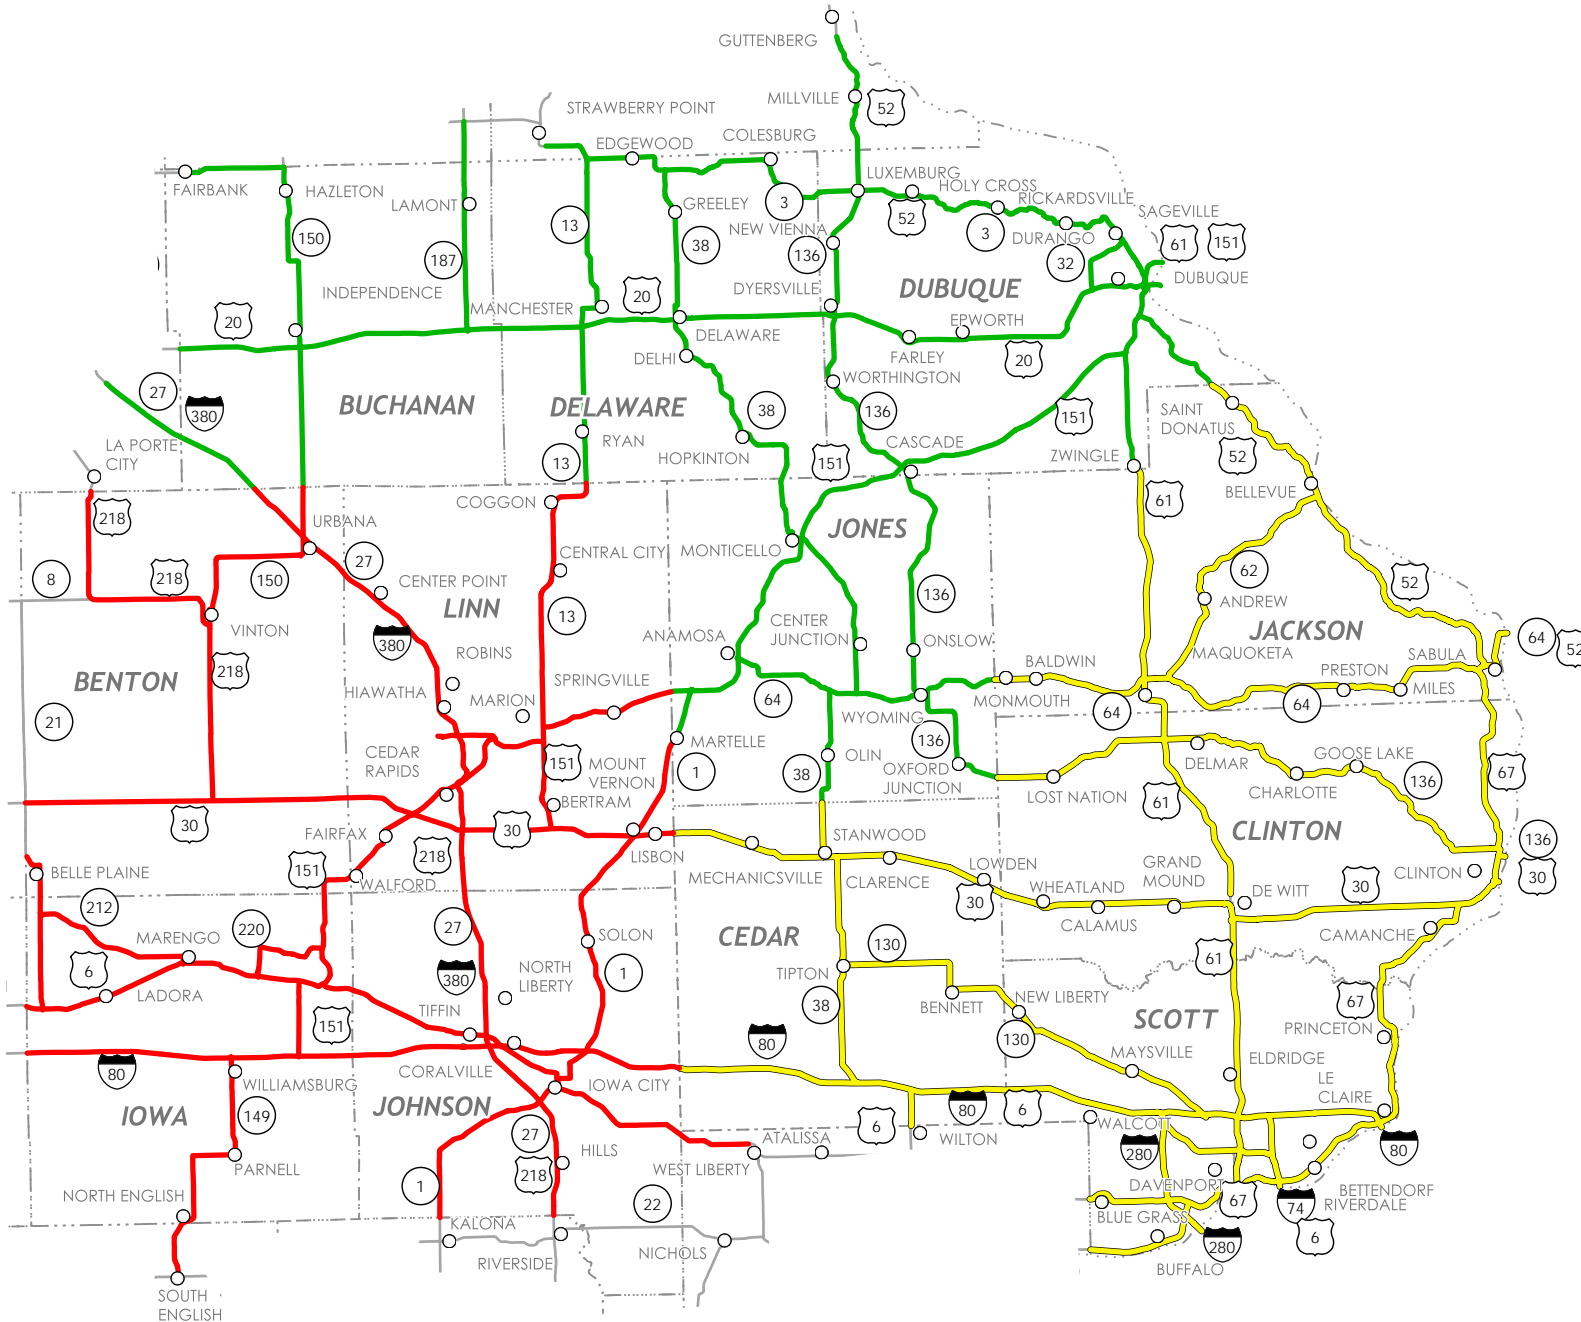 GUTTENBERG
MILLVILLE
52
STRAWBERRY POINT
EDGEWOOD
COLESBURG
LUXEMBURG
HOLY CROSS
RICKARDSVILLE
SAGEVILLE
FAIRBANK
HAZLETON
LAMONT
GREELEY
3
52
3
DURANGO
61
151
150
187
13
38
NEW VIENNA
136
32
DUBUQUE
INDEPENDENCE
MANCHESTER
20
DYERSVILLE
DUBUQUE
20
DELAWARE
EPWORTH
DELHI
FARLEY
20
WORTHINGTON
27
380
BUCHANAN
DELAWARE
38
136
151
SAINT
DONATUS
LA PORTE
CITY
RYAN
HOPKINTON
CASCADE
ZWINGLE
52
13
151
BELLEVUE
218
COGGON
61
URBANA
JONES
CENTRAL CITY
MONTICELLO
8
218
150
27
CENTER POINT
62
52
LINN
13
136
ANDREW
VINTON
380
ROBINS
ANAMOSA
CENTER
JUNCTION
ONSLOW
JACKSON
64
52
BENTON
218
HIAWATHA
SPRINGVILLE
BALDWIN
MAQUOKETA
PRESTON
SABULA
MARION
64
WYOMING
MONMOUTH
64
64
MILES
21
CEDAR
RAPIDS
151
MOUNT
VERNON
MARTELLE
136
OLIN
OXFORD
JUNCTION
DELMAR
GOOSE LAKE
1
38
LOST NATION
61
CHARLOTTE
136
67
BERTRAM
30
FAIRFAX
30
STANWOOD
CLINTON
136
218
LISBON
BELLE PLAINE
151
WALFORD
MECHANICSVILLE
CLARENCE
LOWDEN
GRAND
MOUND
CLINTON
30
30
WHEATLAND
DE WITT
30
212
CALAMUS
220
27
SOLON
CEDAR
130
CAMANCHE
MARENGO
61
6
380
NORTH
LIBERTY
1
TIPTON
LADORA
38
BENNETT
NEW LIBERTY
67
151
TIFFIN
SCOTT
PRINCETON
80
130
MAYSVILLE
ELDRIDGE
80
WILLIAMSBURG
CORALVILLE
IOWA CITY
LE
CLAIRE
IOWA
149
JOHNSON
80
6
27
6
WILTON
WALCOTT
PARNELL
218
HILLS
WEST LIBERTY
ATALISSA
280
80
NORTH ENGLISH
1
22
DAVENPORT
67
74
BETTENDORF
RIVERDALE
KALONA
BLUE GRASS
6
RIVERSIDE
NICHOLS
280
BUFFALO
SOUTH
ENGLISH